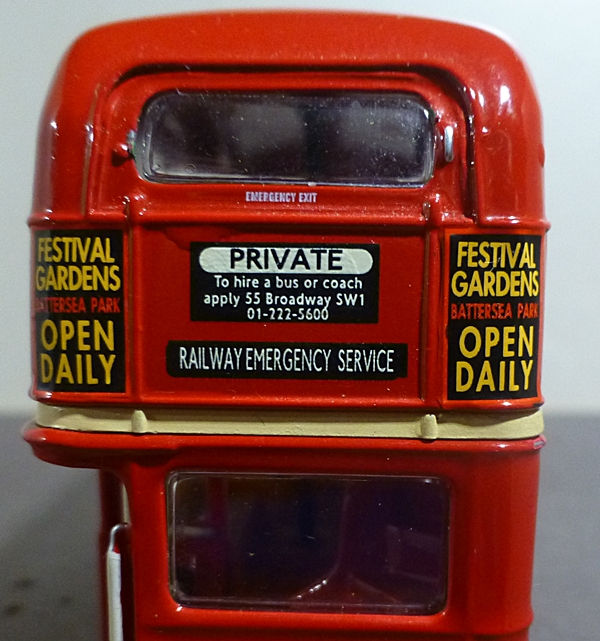 EMERGENCY EXIT
FESTIVAL
GARDENS
BATTERSEA PARK
OPEN
DAILY
PRIVATE
To hire a bus or coach
apply 55 Broadway SW1
01-222-5600
RAILWAY EMERGENCY SERVICE
FESTIVAL
GARDENS
BATTERSEA PARK
OPEN
DAILY